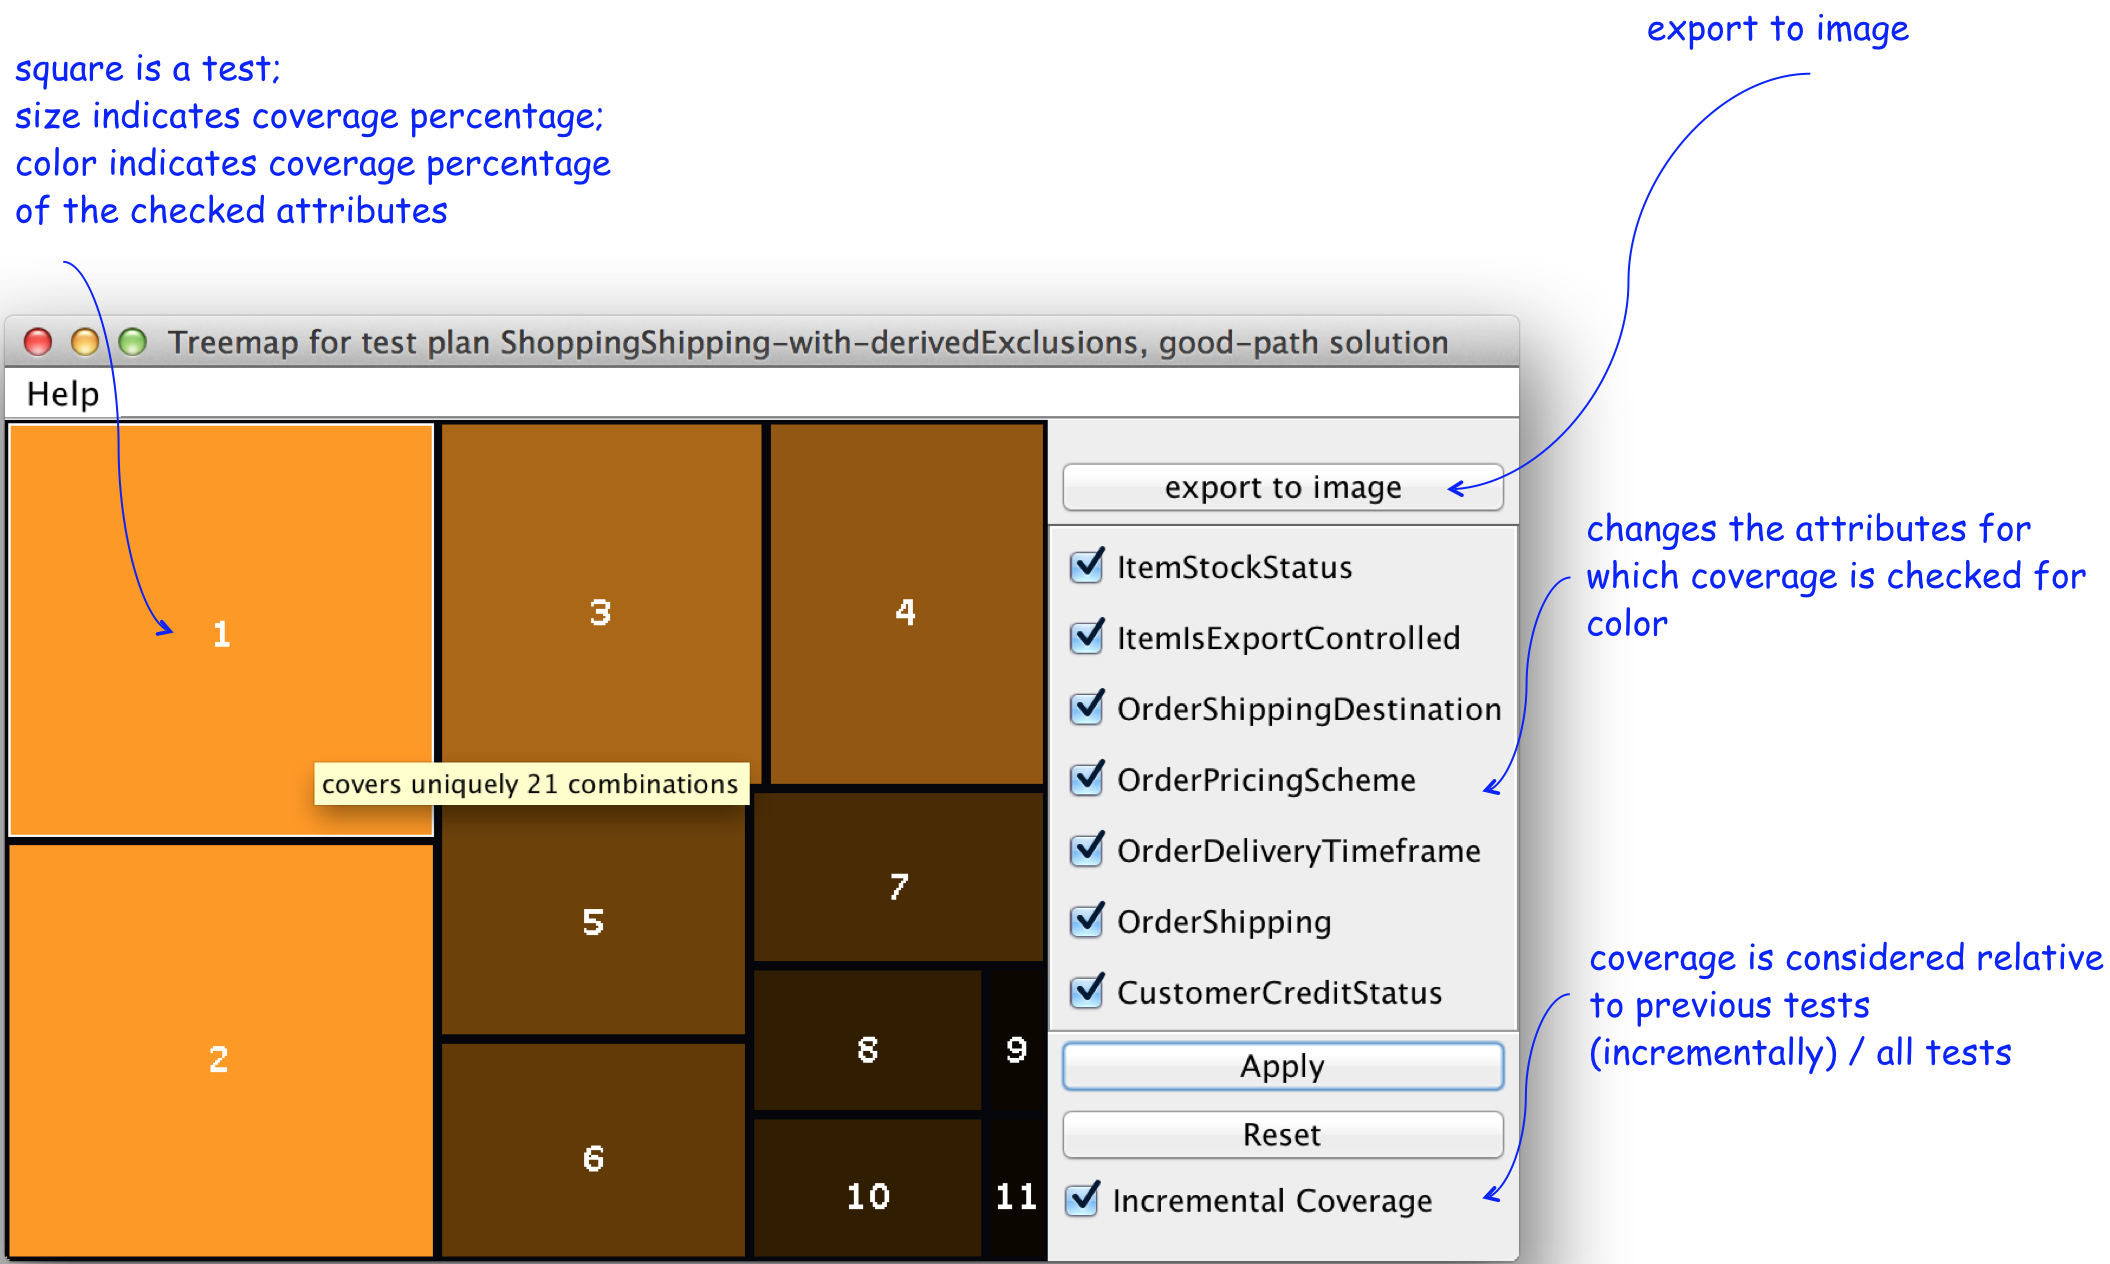 export to image
square is a test;
size indicates coverage percentage;
color indicates coverage percentage
of the checked attributes
Treemap for test plan ShoppingShipping-with-derivedExclusions, good-path solution
Help
1
2
3
4
5
6
7
8
9
10
11
covers uniquely 21 combinations
export to image
ItemStockStatus
ItemIsExportControlled
OrderShippingDestination
OrderPricingScheme
OrderDeliveryTimeframe
OrderShipping
CustomerCreditStatus
Apply
Reset
Incremental Coverage
changes the attributes for
which coverage is checked for
color
coverage is considered relative
to previous tests
(incrementally) / all tests